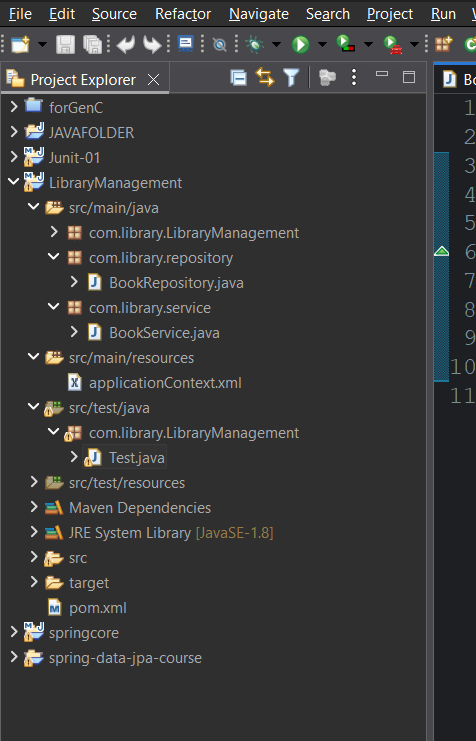 File Edit Source Refactor Navigate Search Project Run
Project Explorer
forGenC
JAVAFOLDER
Junit-01
LibraryManagement
src/main/java
com.library.LibraryManagement
com.library.repository
BookRepository.java
com.library.service
BookService.java
src/main/resources
applicationContext.xml
src/test/java
com.library.LibraryManagement
Test.java
src/test/resources
Maven Dependencies
JRE System Library [JavaSE-1.8]
src
target
pom.xml
springcore
spring-data-jpa-course
1
2
3
4
5
6
7
8
9
10
11